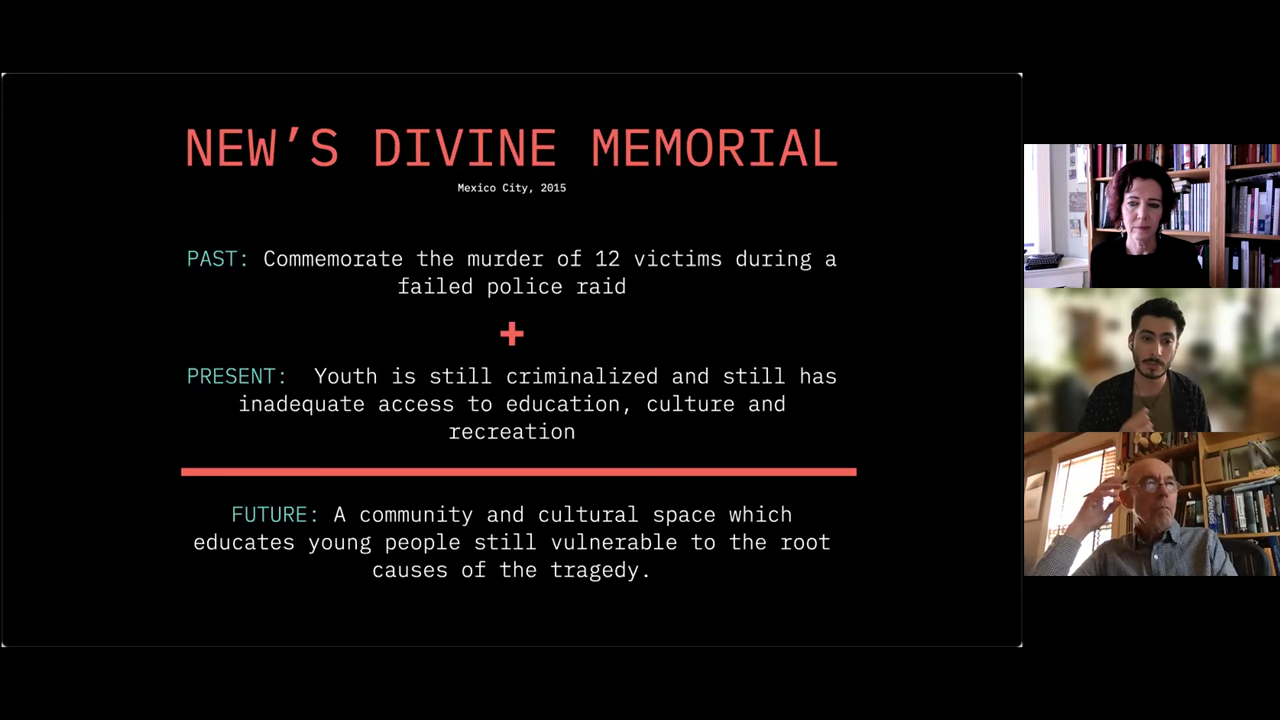 NEW’S DIVINE MEMORIAL
Mexico City, 2015
PAST: Commemorate the murder of 12 victims during a
failed police raid
+
PRESENT: Youth is still criminalized and still has
inadequate access to education, culture and
recreation
FUTURE: A community and cultural space which
educates young people still vulnerable to the root
causes of the tragedy.